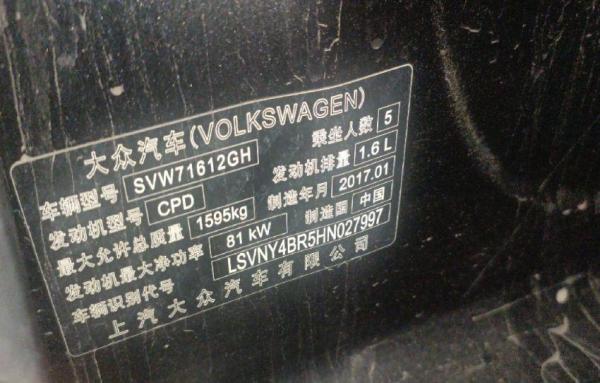 大众汽车(VOLKSWAGEN)
车辆型号 SVW71612GH 乘坐人数 5
发动机型号 CPD 发动机排量 1.6 L
最大允许总质量 1595kg 制造年月 2017.01
发动机最大净功率 81 kW 制造国 中国
车辆识别代号 LSVNY4BR5HN027997
上汽大众汽车有限公司